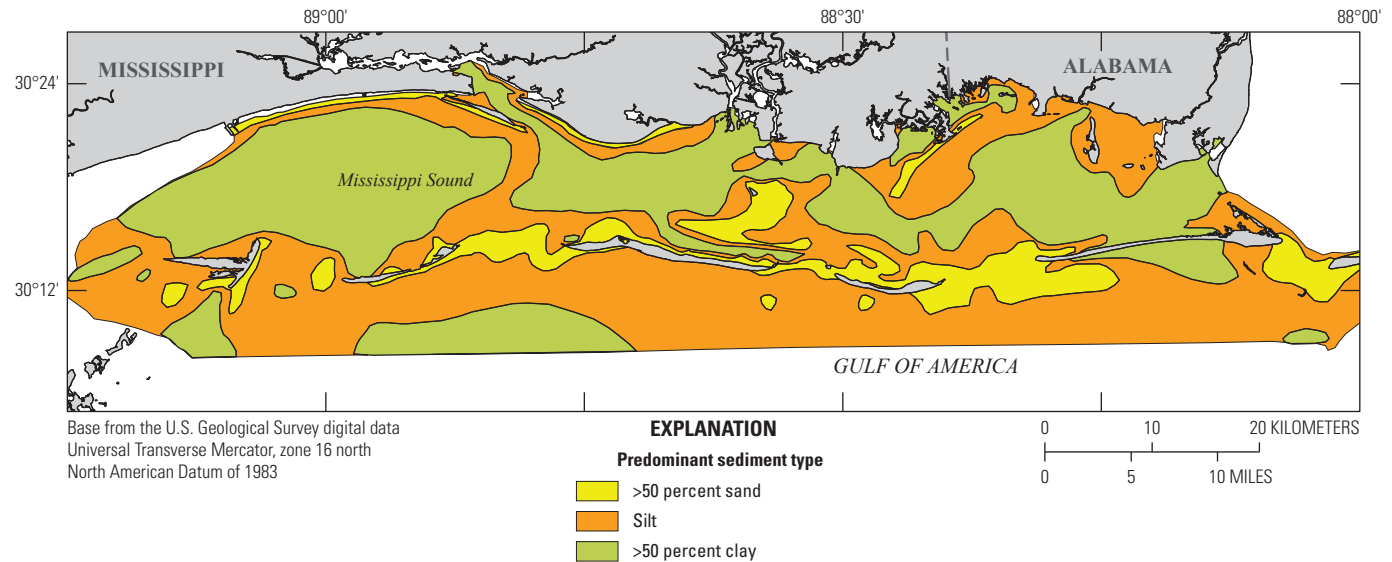 89°00' 88°30' 88°00'
30°24'
MISSISSIPPI ALABAMA
Mississippi Sound
30°12'
GULF OF AMERICA
Base from the U.S. Geological Survey digital data
Universal Transverse Mercator, zone 16 north
North American Datum of 1983
EXPLANATION
Predominant sediment type
>50 percent sand
Silt
>50 percent clay
0 10 20 KILOMETERS
0 5 10 MILES